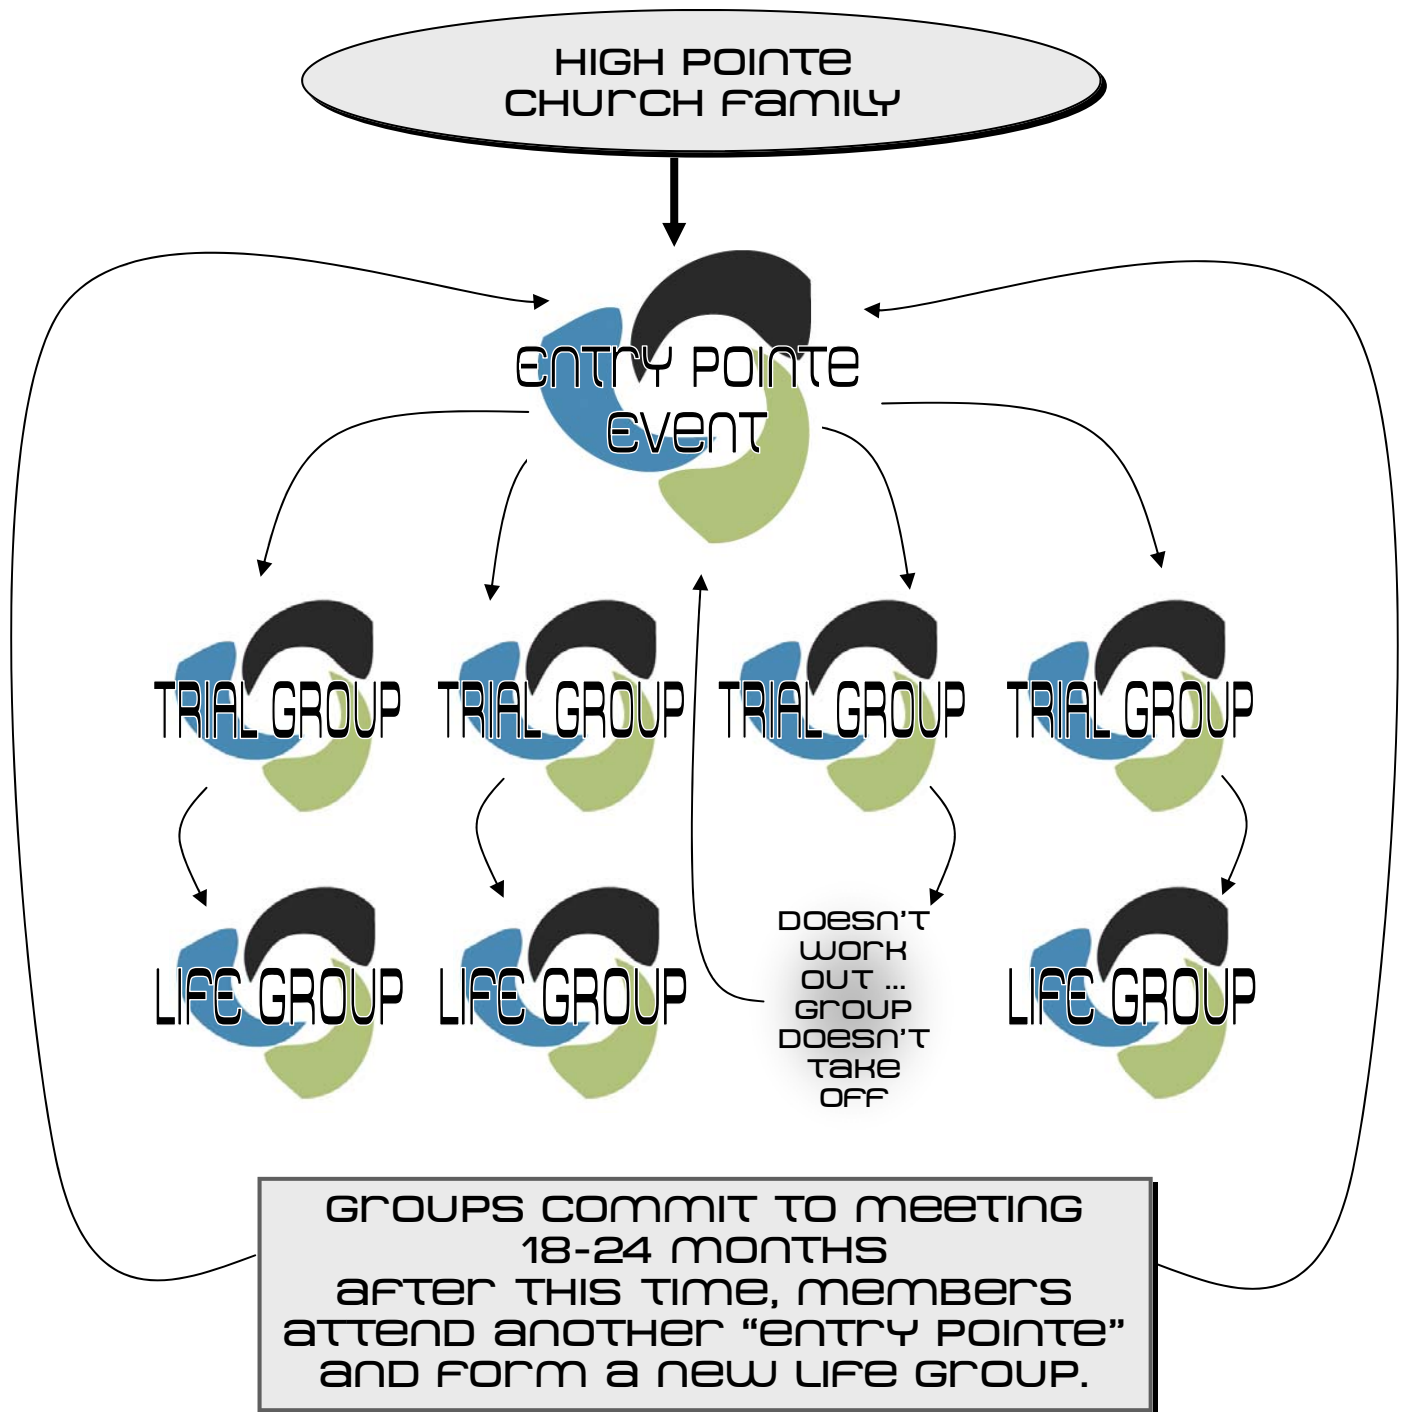 HIGH POINTE
CHURCH FAMILY
ENTRY POINTE
EVENT
TRIAL GROUP
TRIAL GROUP
TRIAL GROUP
TRIAL GROUP
LIFE GROUP
LIFE GROUP
DOESN'T
WORK
OUT ...
GROUP
DOESN'T
TAKE
OFF
LIFE GROUP
GROUPS COMMIT TO MEETING
18-24 MONTHS
AFTER THIS TIME, MEMBERS
ATTEND ANOTHER “ENTRY POINTE”
AND FORM A NEW LIFE GROUP.